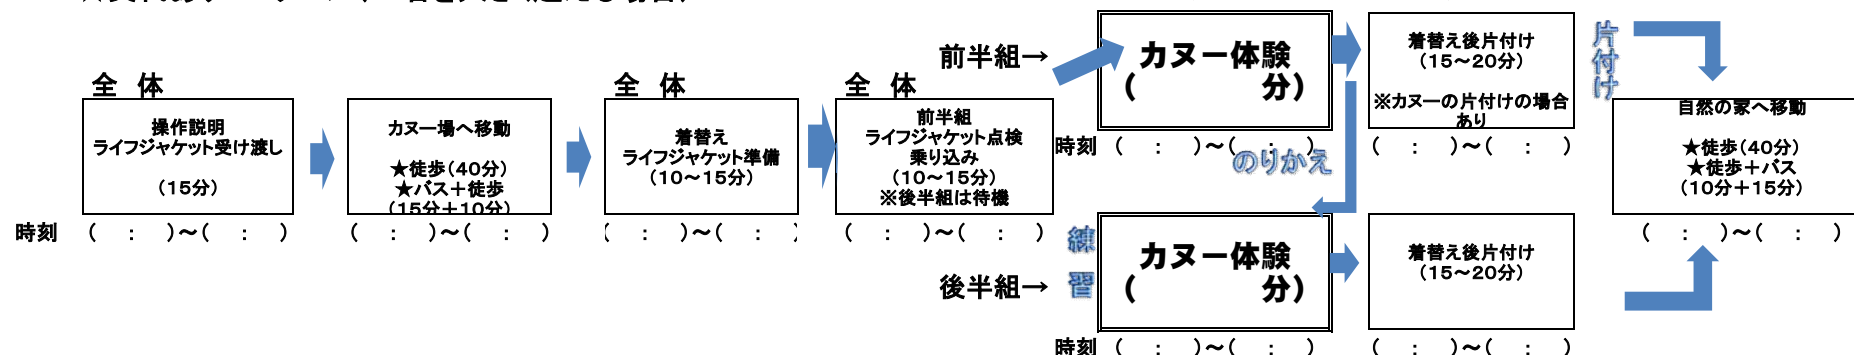 全 体
操作説明
ライフジャケット受け渡し
(15分)
時刻 ( : )～( : )
カヌー場へ移動
★徒歩(40分)
★バス＋徒歩
(15分＋10分)
( : )～( : )
全 体
着替え
ライフジャケット準備
(10～15分)
( : )～( : )
全 体
前半組
ライフジャケット点検
乗り込み
(10～15分)
※後半組は待機
( : )～( : )
前半組→
カヌー体験
( 分)
時刻 ( : )～( : )
のりかえ
着替え後片付け
(15～20分)
※カヌーの片付けの場合
あり
( : )～( : )
片付け
後半組→
練習
カヌー体験
( 分)
時刻 ( : )～( : )
着替え後片付け
(15～20分)
( : )～( : )
自然の家へ移動
★徒歩(40分)
★徒歩＋バス
(10分＋15分)
( : )～( : )